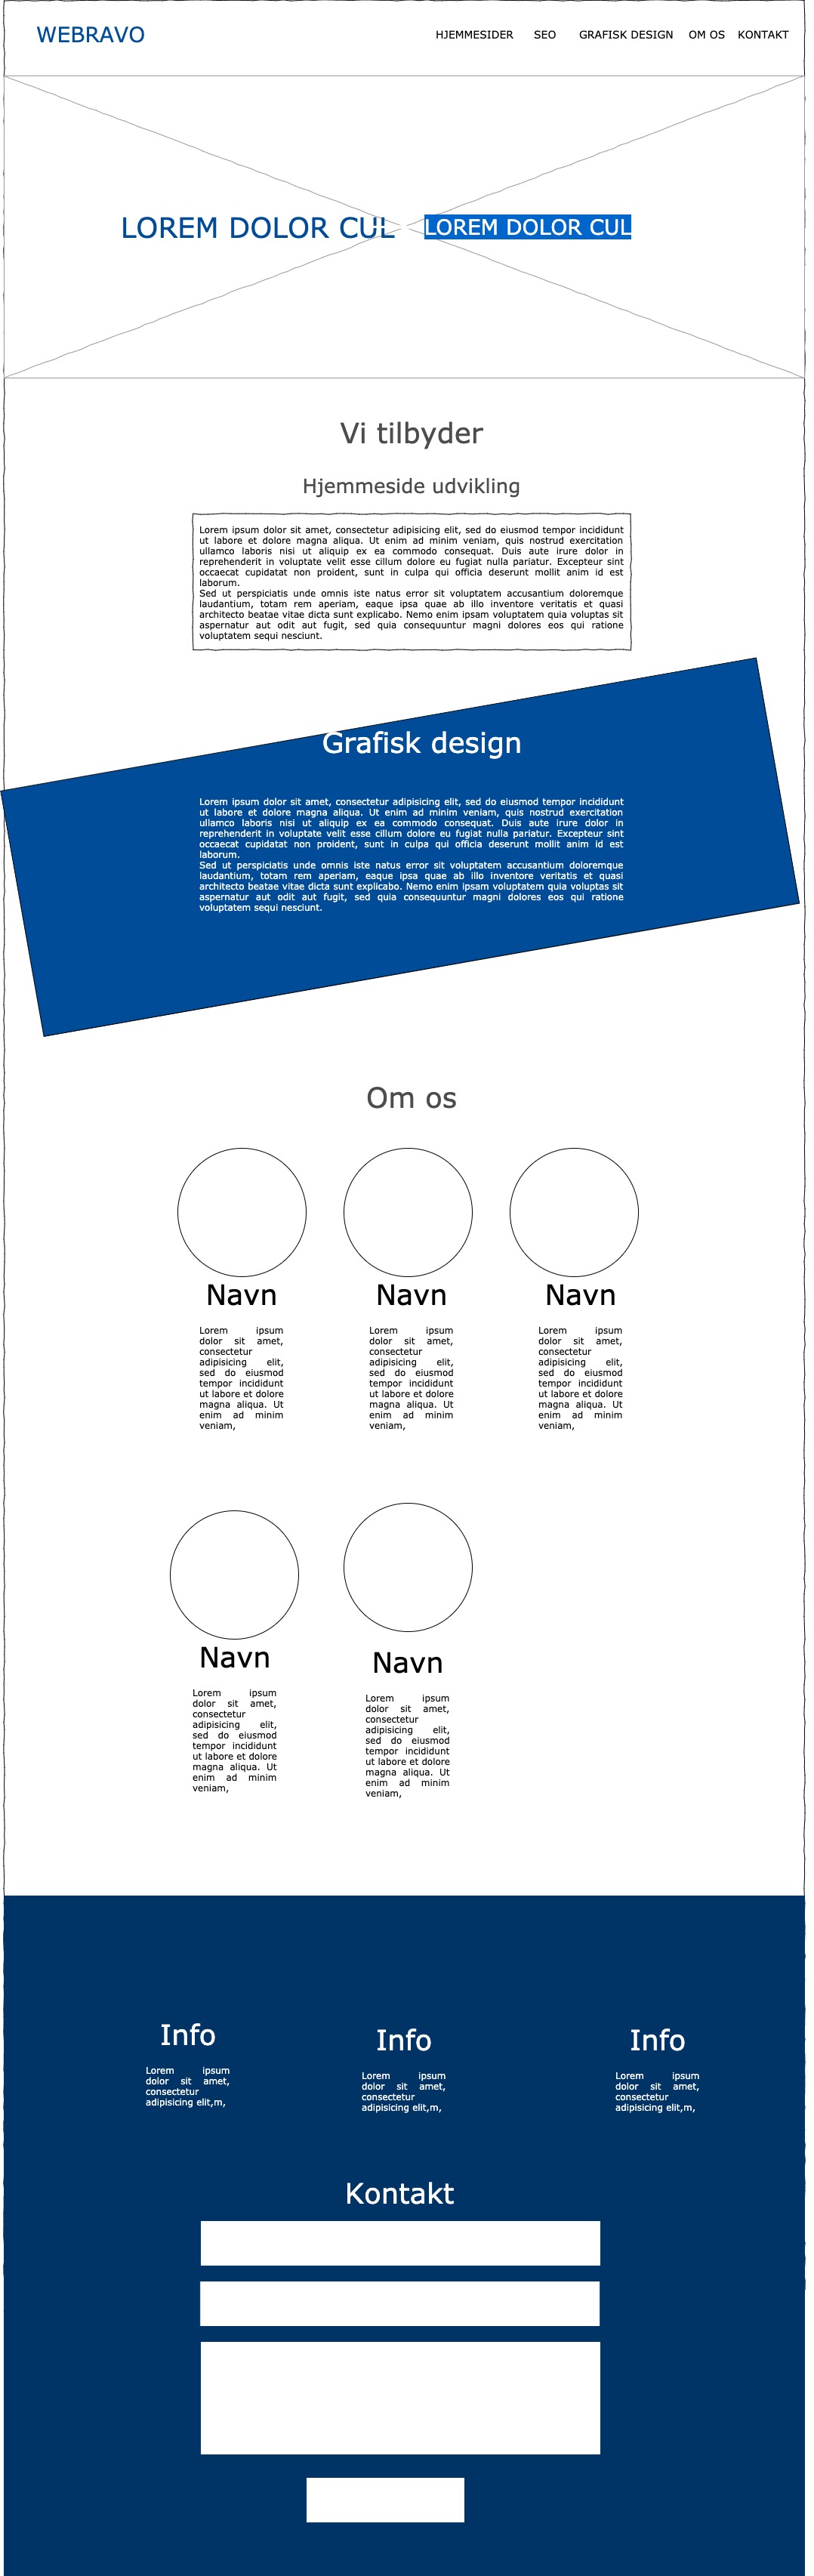 WEBRAVO
HJEMMESIDER SEO GRAFISK DESIGN OM OS KONTAKT
LOREM DOLOR CUL LOREM DOLOR CUL
Vi tilbyder
Hjemmeside udvikling
Lorem ipsum dolor sit amet, consectetur adipisicing elit, sed do eiusmod tempor incididunt
ut labore et dolore magna aliqua. Ut enim ad minim veniam, quis nostrud exercitation
ullamco laboris nisi ut aliquip ex ea commodo consequat. Duis aute irure dolor in
reprehenderit in voluptate velit esse cillum dolore eu fugiat nulla pariatur. Excepteur sint
occaecat cupidatat non proident, sunt in culpa qui officia deserunt mollit anim id est
laborum.
Sed ut perspiciatis unde omnis iste natus error sit voluptatem accusantium doloremque
laudantium, totam rem aperiam, eaque ipsa quae ab illo inventore veritatis et quasi
architecto beatae vitae dicta sunt explicabo. Nemo enim ipsam voluptatem quia voluptas sit
aspernatur aut odit aut fugit, sed quia consequuntur magni dolores eos qui ratione
voluptatem sequi nesciunt.
Grafisk design
Lorem ipsum dolor sit amet, consectetur adipisicing elit, sed do eiusmod tempor incididunt
ut labore et dolore magna aliqua. Ut enim ad minim veniam, quis nostrud exercitation
ullamco laboris nisi ut aliquip ex ea commodo consequat. Duis aute irure dolor in
reprehenderit in voluptate velit esse cillum dolore eu fugiat nulla pariatur. Excepteur sint
occaecat cupidatat non proident, sunt in culpa qui officia deserunt mollit anim id est
laborum.
Sed ut perspiciatis unde omnis iste natus error sit voluptatem accusantium doloremque
laudantium, totam rem aperiam, eaque ipsa quae ab illo inventore veritatis et quasi
architecto beatae vitae dicta sunt explicabo. Nemo enim ipsam voluptatem quia voluptas sit
aspernatur aut odit aut fugit, sed quia consequuntur magni dolores eos qui ratione
voluptatem sequi nesciunt.
Om os
Navn
Lorem ipsum
dolor sit amet,
consectetur
adipisicing elit,
sed do eiusmod
tempor incididunt
ut labore et dolore
magna aliqua. Ut
enim ad minim
veniam,
Navn
Lorem ipsum
dolor sit amet,
consectetur
adipisicing elit,
sed do eiusmod
tempor incididunt
ut labore et dolore
magna aliqua. Ut
enim ad minim
veniam,
Navn
Lorem ipsum
dolor sit amet,
consectetur
adipisicing elit,
sed do eiusmod
tempor incididunt
ut labore et dolore
magna aliqua. Ut
enim ad minim
veniam,
Navn
Lorem ipsum
dolor sit amet,
consectetur
adipisicing elit,
sed do eiusmod
tempor incididunt
ut labore et dolore
magna aliqua. Ut
enim ad minim
veniam,
Navn
Lorem ipsum
dolor sit amet,
consectetur
adipisicing elit,
sed do eiusmod
tempor incididunt
ut labore et dolore
magna aliqua. Ut
enim ad minim
veniam,
Info
Lorem ipsum
dolor sit amet,
consectetur
adipisicing elit,m,
Info
Lorem ipsum
dolor sit amet,
consectetur
adipisicing elit,m,
Info
Lorem ipsum
dolor sit amet,
consectetur
adipisicing elit,m,
Kontakt